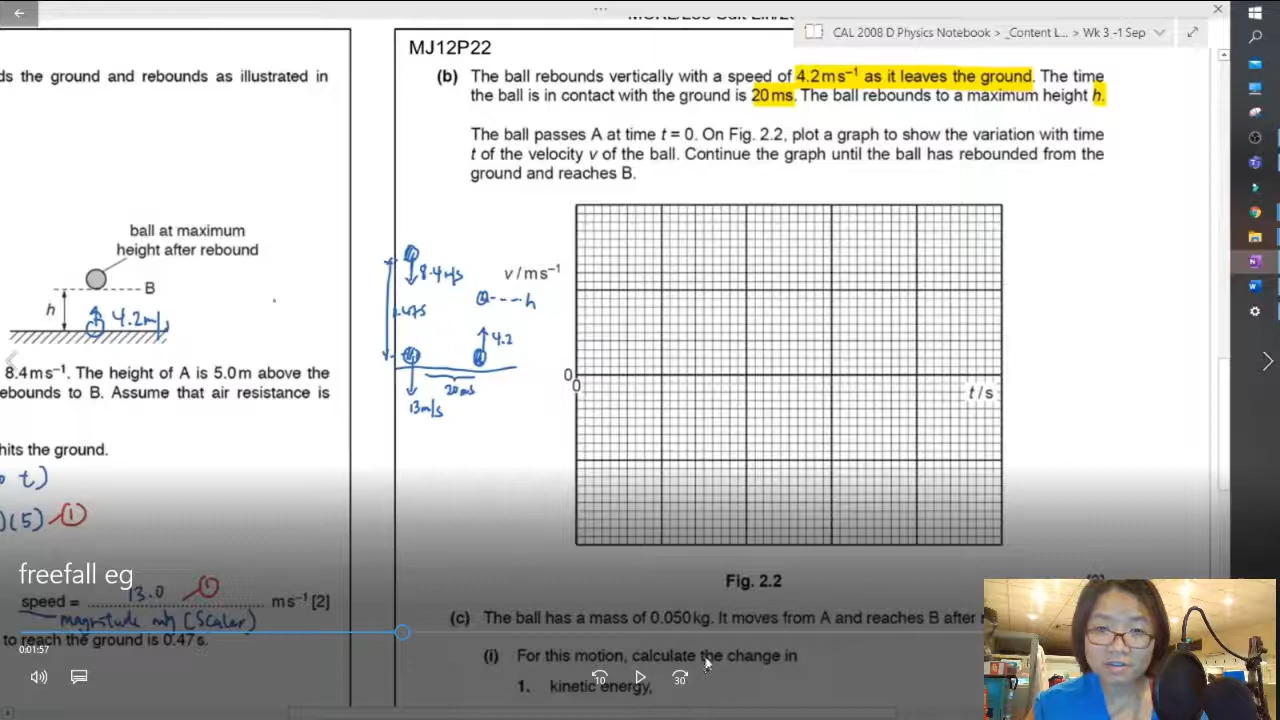 CAL 2008 D Physics Notebook > _Content L... > Wk 3 -1 Sep
MJ12P22
ds the ground and rebounds as illustrated in
ball at maximum
height after rebound
B
h
4.2m/s
8.4 m s⁻¹. The height of A is 5.0 m above the
ebounds to B. Assume that air resistance is
hits the ground.
t)
)(5) ①
freefall eg
speed = 13.0 ① m s⁻¹ [2]
magnitude only (Scalar)
to reach the ground is 0.47 s.
0:01:57
(b) The ball rebounds vertically with a speed of 4.2 m s⁻¹ as it leaves the ground. The time
the ball is in contact with the ground is 20 ms. The ball rebounds to a maximum height h.
The ball passes A at time t = 0. On Fig. 2.2, plot a graph to show the variation with time
t of the velocity v of the ball. Continue the graph until the ball has rebounded from the
ground and reaches B.
8.4m/s
h
4.2
20ms
13m/s
v / m s⁻¹
0
0
t / s
Fig. 2.2
(c) The ball has a mass of 0.050 kg. It moves from A and reaches B after
(i) For this motion, calculate the change in
1. kinetic energy,
10
30